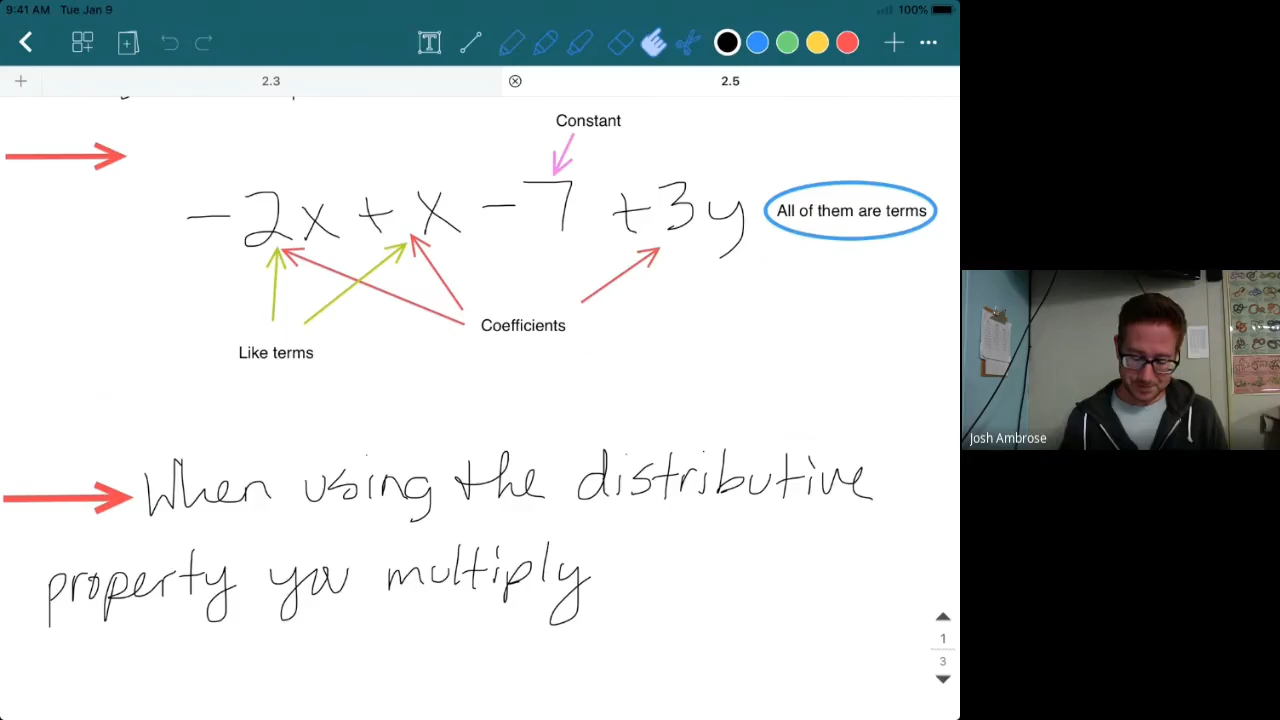 9:41 AM Tue Jan 9
100%
T
2.3
2.5
Constant
-2x + x - 7 + 3y
All of them are terms
Coefficients
Like terms
Josh Ambrose
When using the distributive
property you multiply
1
3